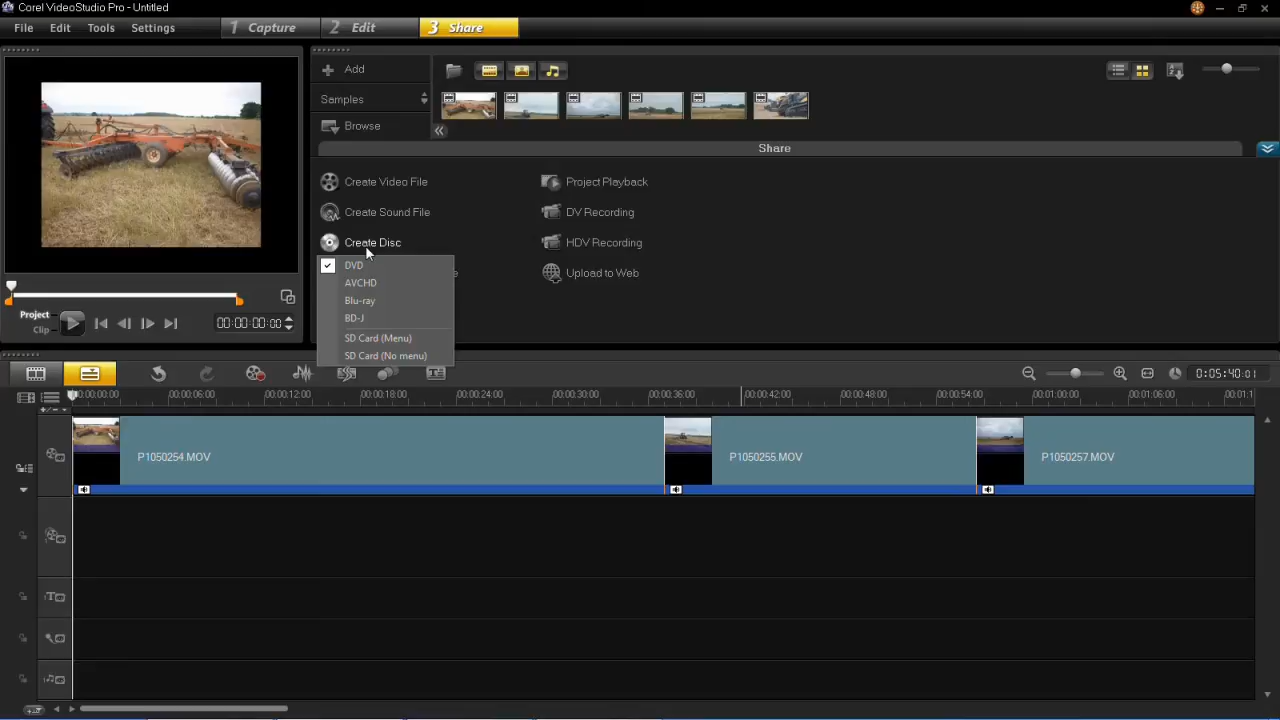 Corel VideoStudio Pro - Untitled
File Edit Tools Settings 1 Capture 2 Edit 3 Share
Add
Samples
Browse
Share
Create Video File Project Playback
Create Sound File DV Recording
Create Disc HDV Recording
Upload to Web
DVD
AVCHD
Blu-ray
BD-J
SD Card (Menu)
SD Card (No menu)
Project
Clip
00:00:00:00
0:05:40:01
00:00:00:00 00:00:06:00 00:00:12:00 00:00:18:00 00:00:24:00 00:00:30:00 00:00:36:00 00:00:42:00 00:00:48:00 00:00:54:00 00:01:00:00 00:01:06:00 00:01:1
P1050254.MOV P1050255.MOV P1050257.MOV